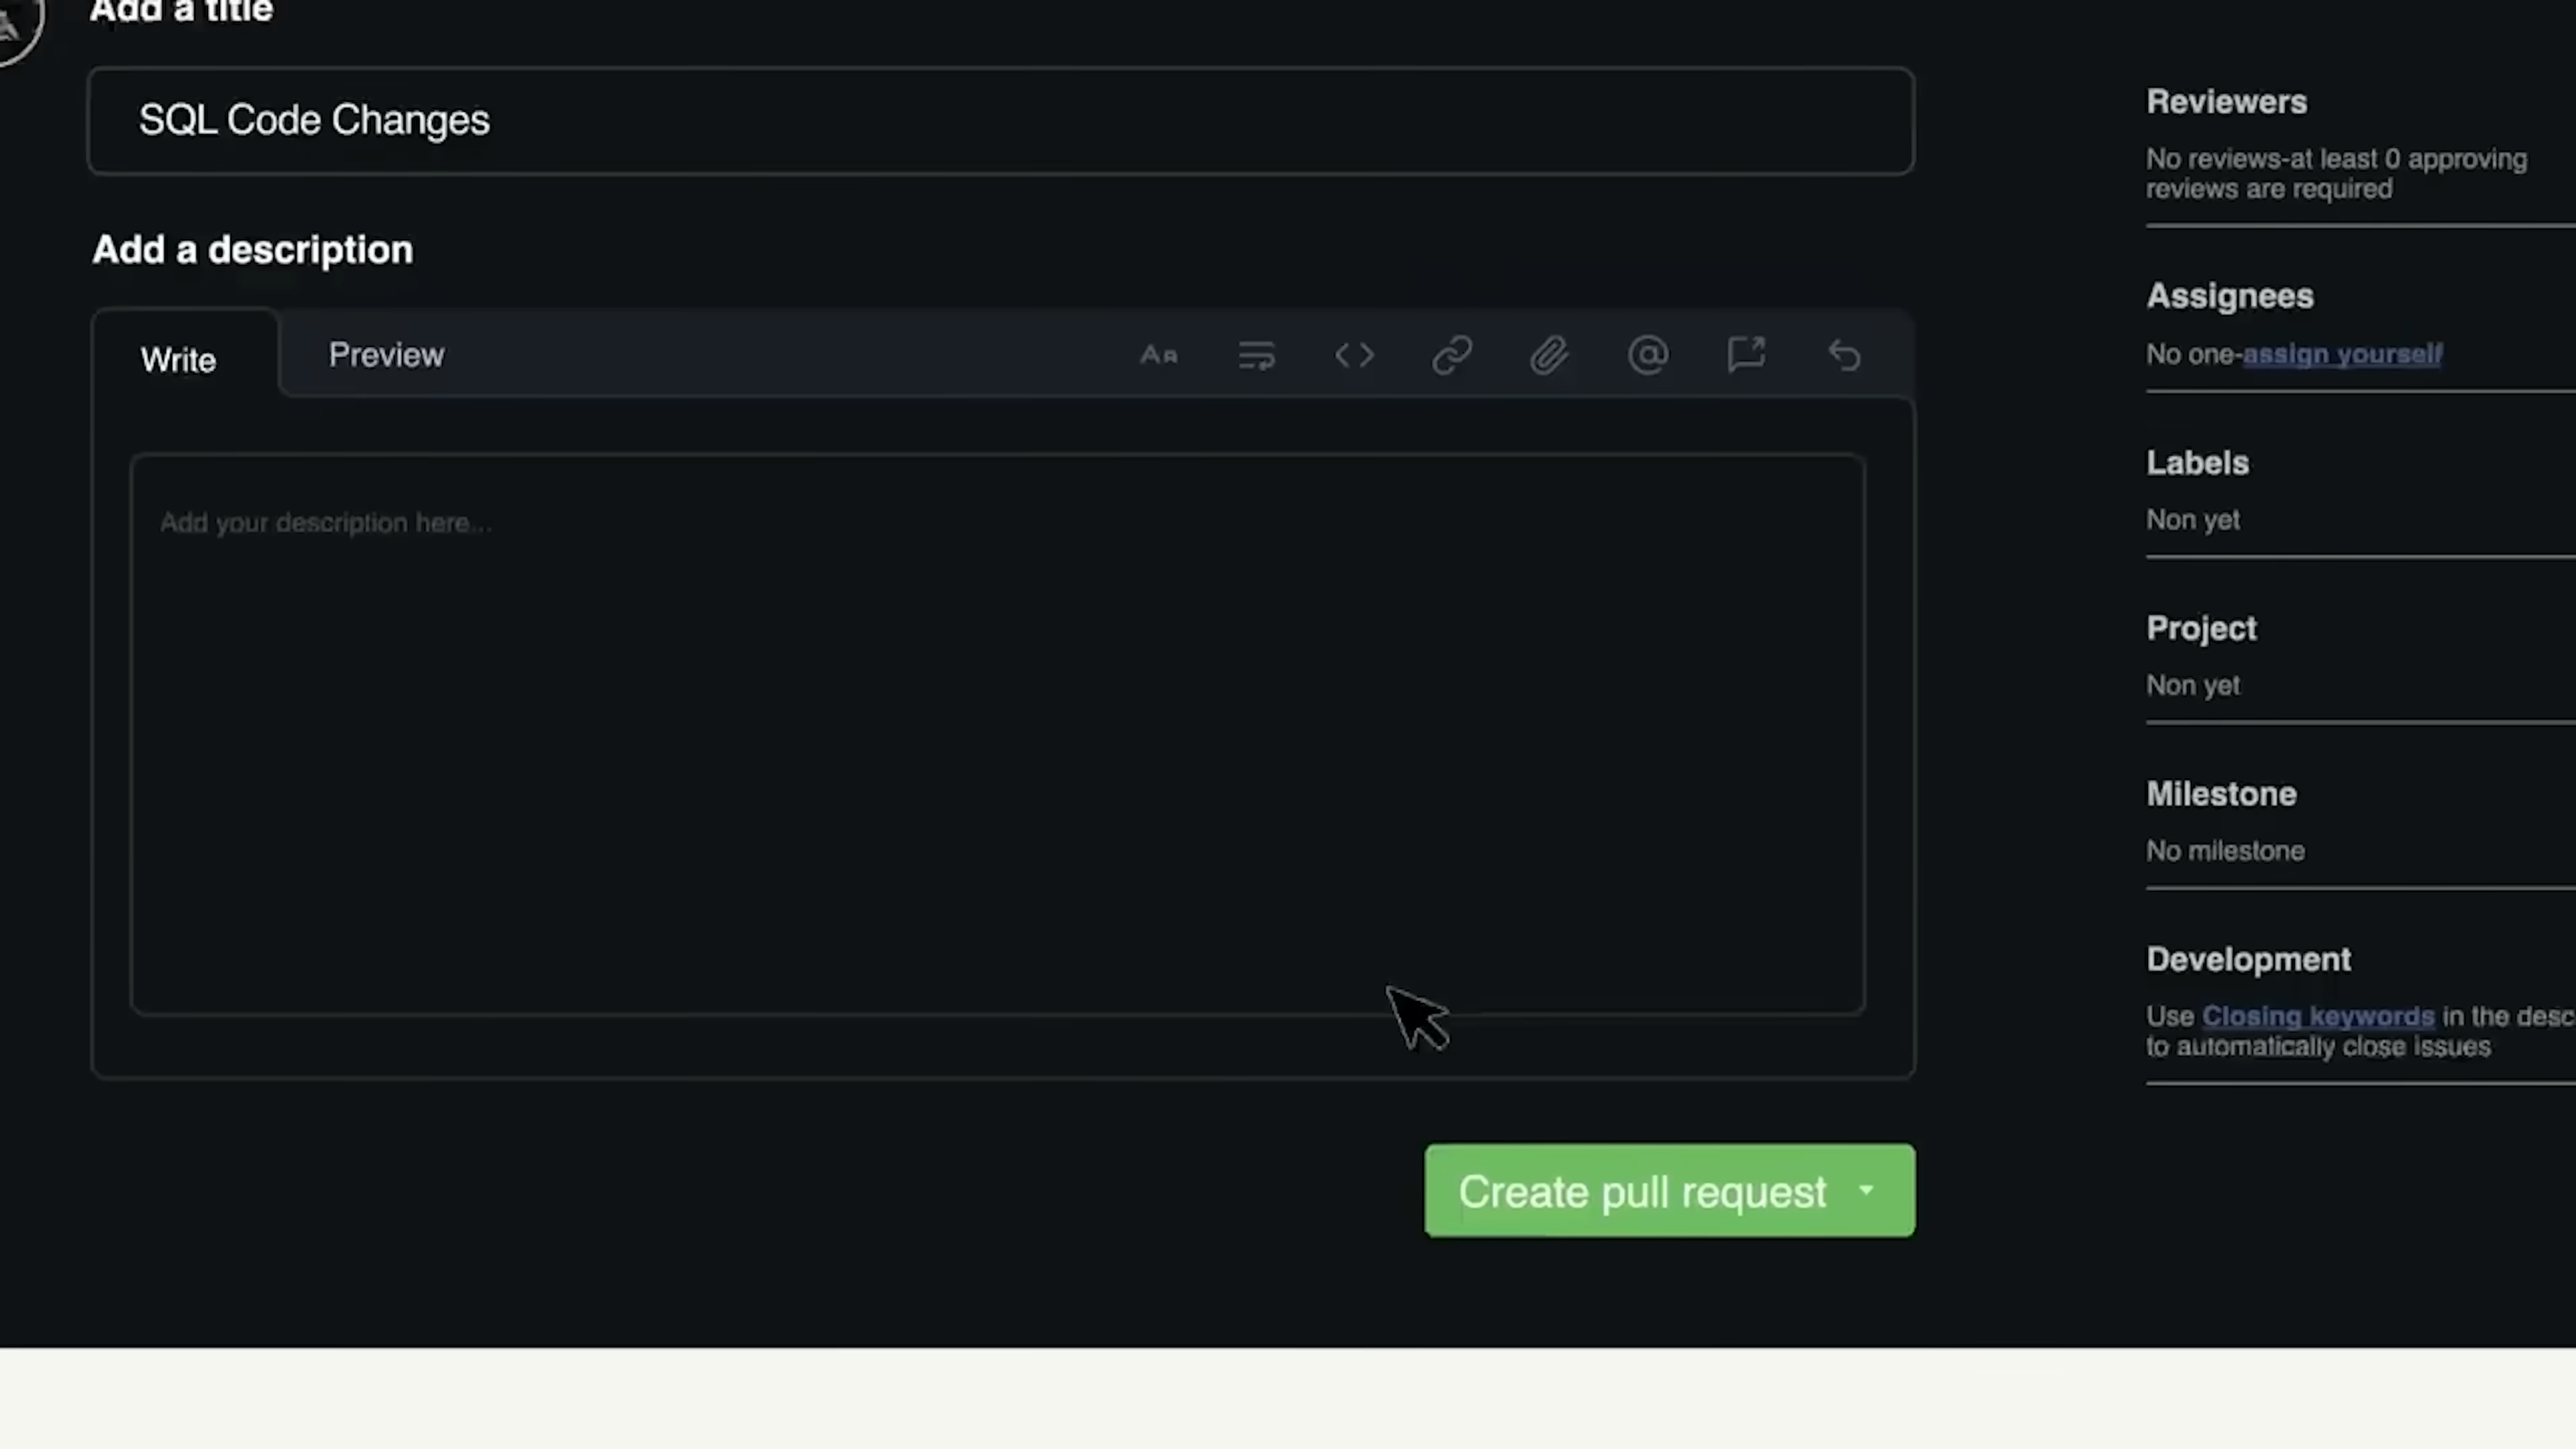 Add a title
SQL Code Changes
Add a description
Write
Preview
Add your description here...
Create pull request
Reviewers
No reviews-at least 0 approving
reviews are required
Assignees
No one-assign yourself
Labels
Non yet
Project
Non yet
Milestone
No milestone
Development
Use Closing keywords in the desc
to automatically close issues